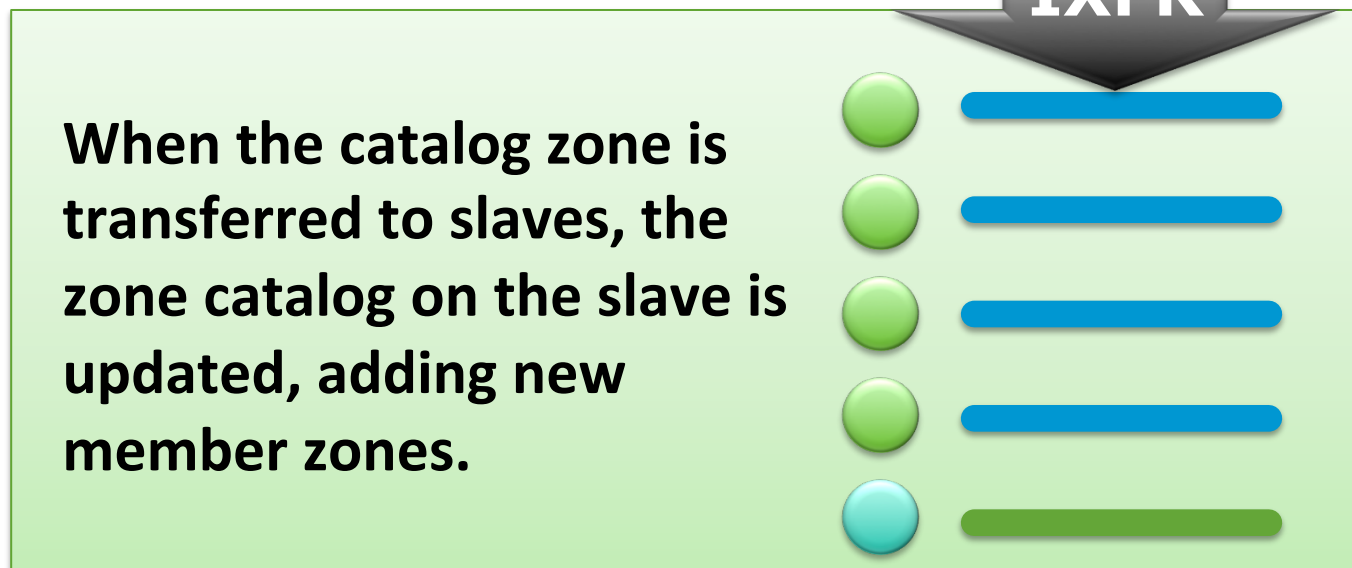 IXFR
When the catalog zone is
transferred to slaves, the
zone catalog on the slave is
updated, adding new
member zones.